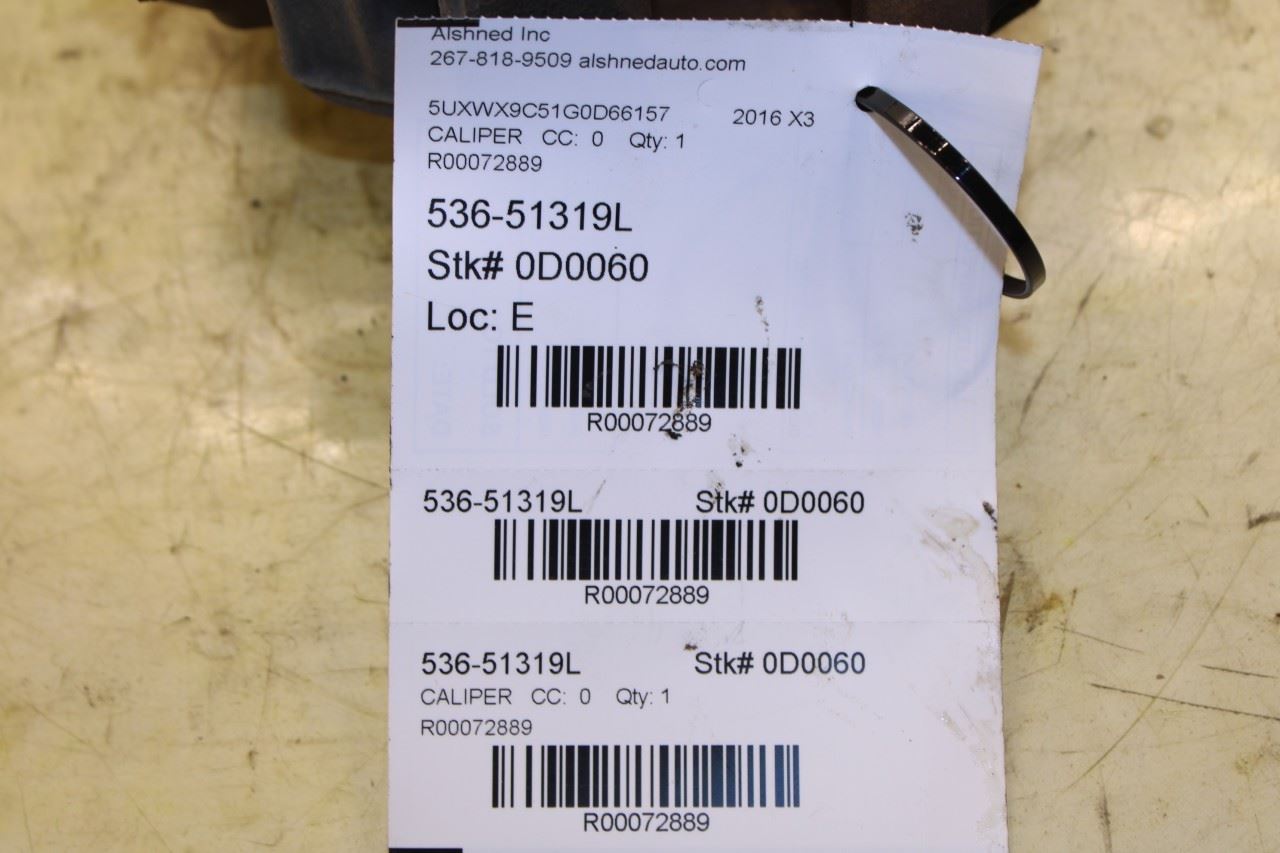 Alshned Inc
267-818-9509 alshnedauto.com
5UXWX9C51G0D66157 2016 X3
CALIPER CC: 0 Qty: 1
R00072889
536-51319L
Stk# 0D0060
Loc: E
R00072889
536-51319L Stk# 0D0060
R00072889
536-51319L Stk# 0D0060
CALIPER CC: 0 Qty: 1
R00072889
R00072889